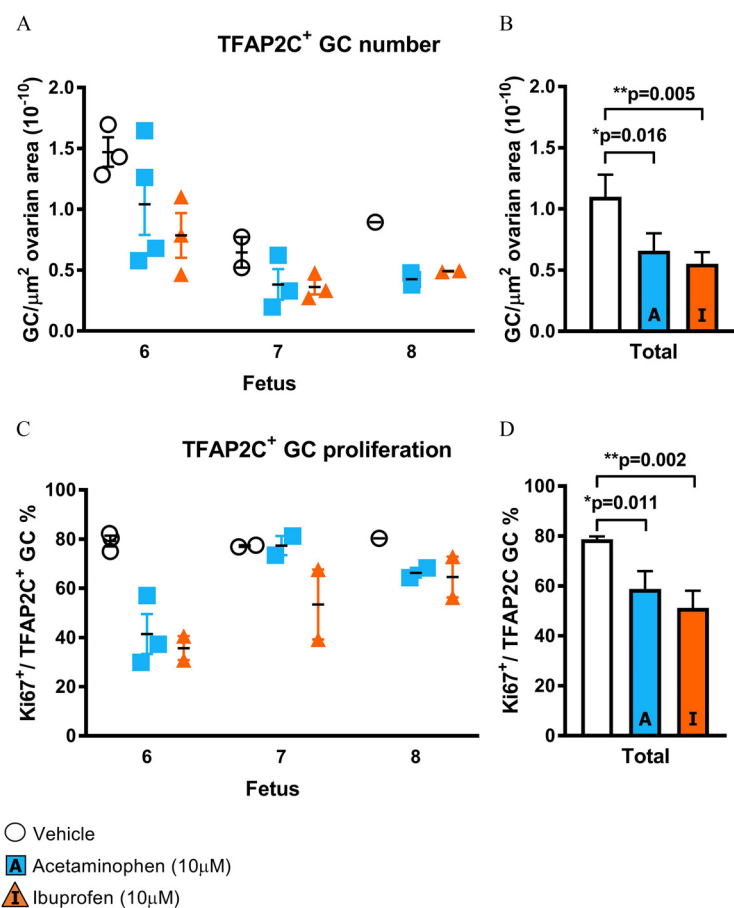 A
B
TFAP2C⁺ GC number
GC/μm² ovarian area (10⁻¹⁰)
2.0
1.5
1.0
0.5
0.0
6
7
8
Fetus
GC/μm² ovarian area (10⁻¹⁰)
2.0
1.5
1.0
0.5
0.0
**p=0.005
*p=0.016
A
I
Total
C
D
TFAP2C⁺ GC proliferation
Ki67⁺/ TFAP2C⁺ GC %
100
80
60
40
20
0
6
7
8
Fetus
Ki67⁺/ TFAP2C GC %
100
80
60
40
20
0
**p=0.002
*p=0.011
A
I
Total
Vehicle
A Acetaminophen (10μM)
I Ibuprofen (10μM)